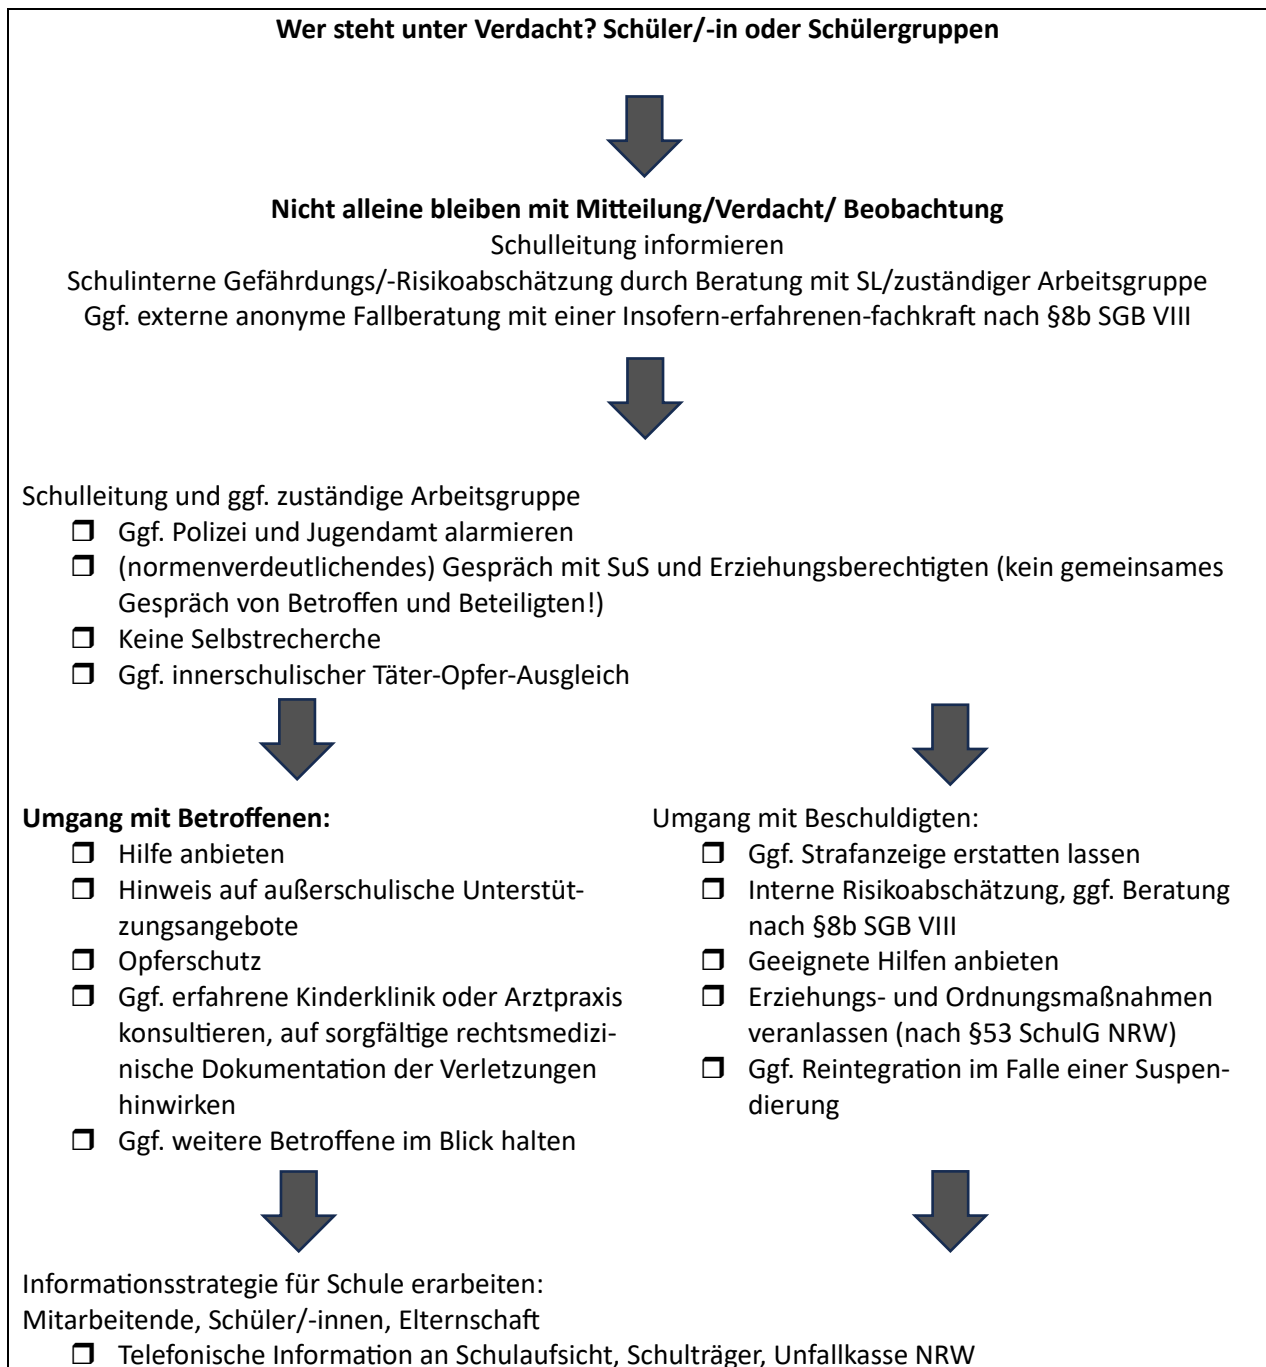 Wer steht unter Verdacht? Schüler/-in oder Schülergruppen
Nicht alleine bleiben mit Mitteilung/Verdacht/ Beobachtung
Schulleitung informieren
Schulinterne Gefährdungs/-Risikoabschätzung durch Beratung mit SL/zuständiger Arbeitsgruppe
Ggf. externe anonyme Fallberatung mit einer Insofern-erfahrenen-fachkraft nach §8b SGB VIII
Schulleitung und ggf. zuständige Arbeitsgruppe
❒ Ggf. Polizei und Jugendamt alarmieren
❒ (normenverdeutlichendes) Gespräch mit SuS und Erziehungsberechtigten (kein gemeinsames
Gespräch von Betroffen und Beteiligten!)
❒ Keine Selbstrecherche
❒ Ggf. innerschulischer Täter-Opfer-Ausgleich
Umgang mit Betroffenen:
❒ Hilfe anbieten
❒ Hinweis auf außerschulische Unterstüt-
zungsangebote
❒ Opferschutz
❒ Ggf. erfahrene Kinderklinik oder Arztpraxis
konsultieren, auf sorgfältige rechtsmedizi-
nische Dokumentation der Verletzungen
hinwirken
❒ Ggf. weitere Betroffene im Blick halten
Umgang mit Beschuldigten:
❒ Ggf. Strafanzeige erstatten lassen
❒ Interne Risikoabschätzung, ggf. Beratung
nach §8b SGB VIII
❒ Geeignete Hilfen anbieten
❒ Erziehungs- und Ordnungsmaßnahmen
veranlassen (nach §53 SchulG NRW)
❒ Ggf. Reintegration im Falle einer Suspen-
dierung
Informationsstrategie für Schule erarbeiten:
Mitarbeitende, Schüler/-innen, Elternschaft
❒ Telefonische Information an Schulaufsicht, Schulträger, Unfallkasse NRW